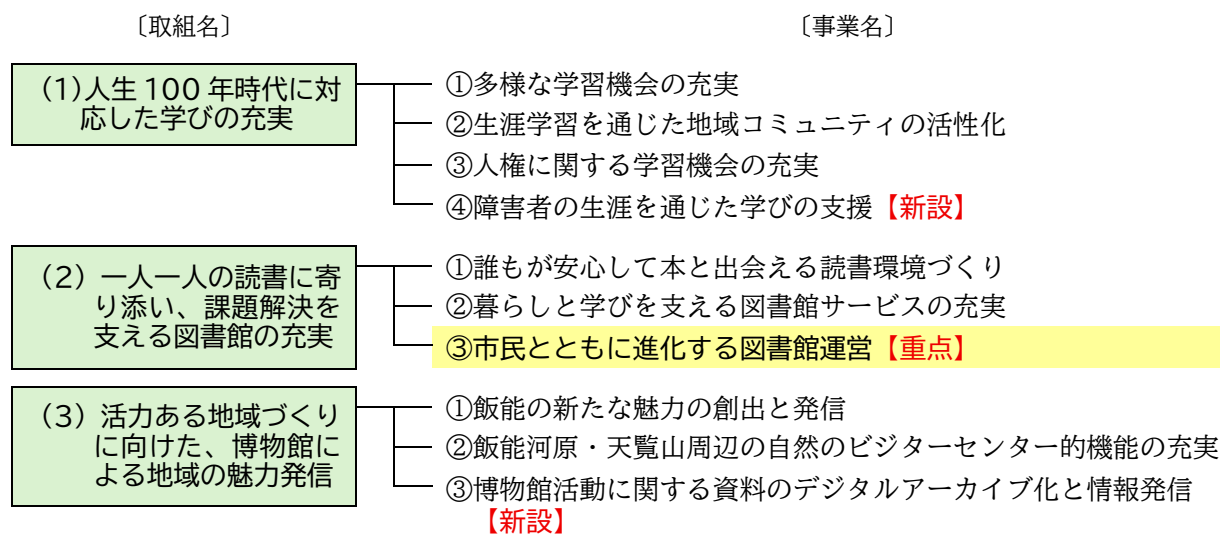 〔取組名〕
〔事業名〕
(1)人生100年時代に対
応した学びの充実
①多様な学習機会の充実
②生涯学習を通じた地域コミュニティの活性化
③人権に関する学習機会の充実
④障害者の生涯を通じた学びの支援【新設】
(2) 一人一人の読書に寄
り添い、課題解決を
支える図書館の充実
①誰もが安心して本と出会える読書環境づくり
②暮らしと学びを支える図書館サービスの充実
③市民とともに進化する図書館運営【重点】
(3) 活力ある地域づくり
に向けた、博物館に
よる地域の魅力発信
①飯能の新たな魅力の創出と発信
②飯能河原・天覧山周辺の自然のビジターセンター的機能の充実
③博物館活動に関する資料のデジタルアーカイブ化と情報発信
【新設】